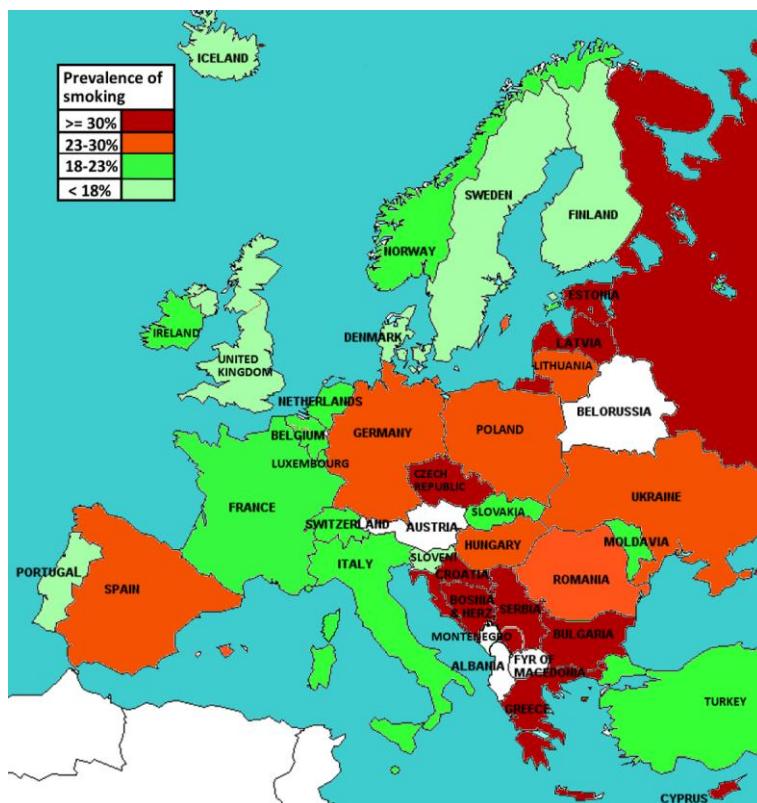 ICELAND
Prevalence of
smoking
>= 30%
23-30%
18-23%
< 18%
SWEDEN
FINLAND
NORWAY
ESTONIA
IRELAND
DENMARK
LATVIA
LITHUANIA
UNITED
KINGDOM
NETHERLANDS
BELORUSSIA
BELGIUM
GERMANY
POLAND
LUXEMBOURG
CZECH
REPUBLIC
UKRAINE
FRANCE
SLOVAKIA
SWITZERLAND
AUSTRIA
MOLDAVIA
HUNGARY
SLOVENI
ITALY
PORTUGAL
SPAIN
CROATIA
ROMANIA
BOSNIA
& HERZ.
SERBIA
BULGARIA
MONTENEGRO
ALBANIA
FYR OF
MACEDONIA
TURKEY
GREECE
CYPRUS